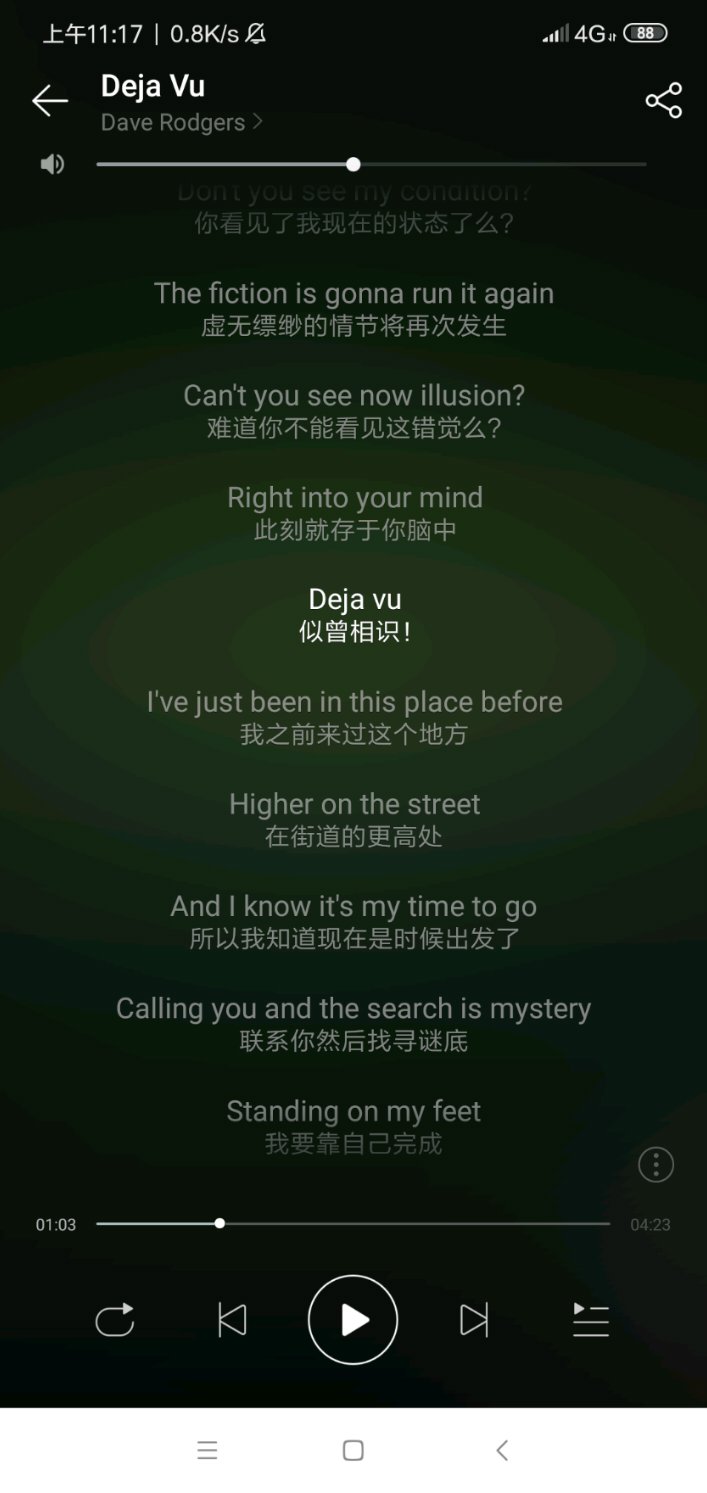 上午11:17 | 0.8K/s
4G
88
Deja Vu
Dave Rodgers
Don't you see my condition?
你看见了我现在的状态了么？
The fiction is gonna run it again
虚无缥缈的情节将再次发生
Can't you see now illusion?
难道你不能看见这错觉么？
Right into your mind
此刻就存于你脑中
Deja vu
似曾相识！
I've just been in this place before
我之前来过这个地方
Higher on the street
在街道的更高处
And I know it's my time to go
所以我知道现在是时候出发了
Calling you and the search is mystery
联系你然后找寻谜底
Standing on my feet
我要靠自己完成
01:03
04:23